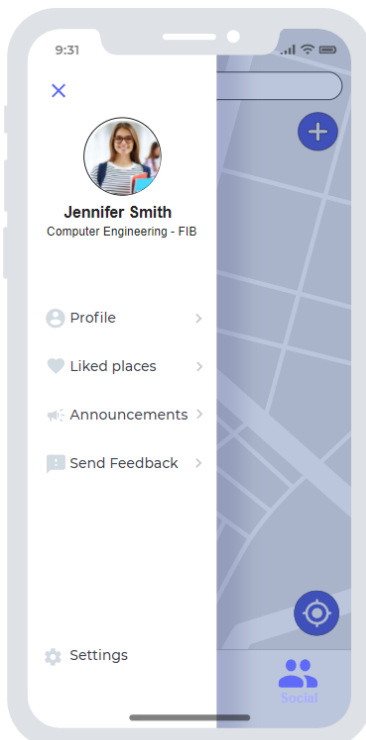 9:31
Jennifer Smith
Computer Engineering - FIB
Profile
Liked places
Announcements
Send Feedback
Settings
Social